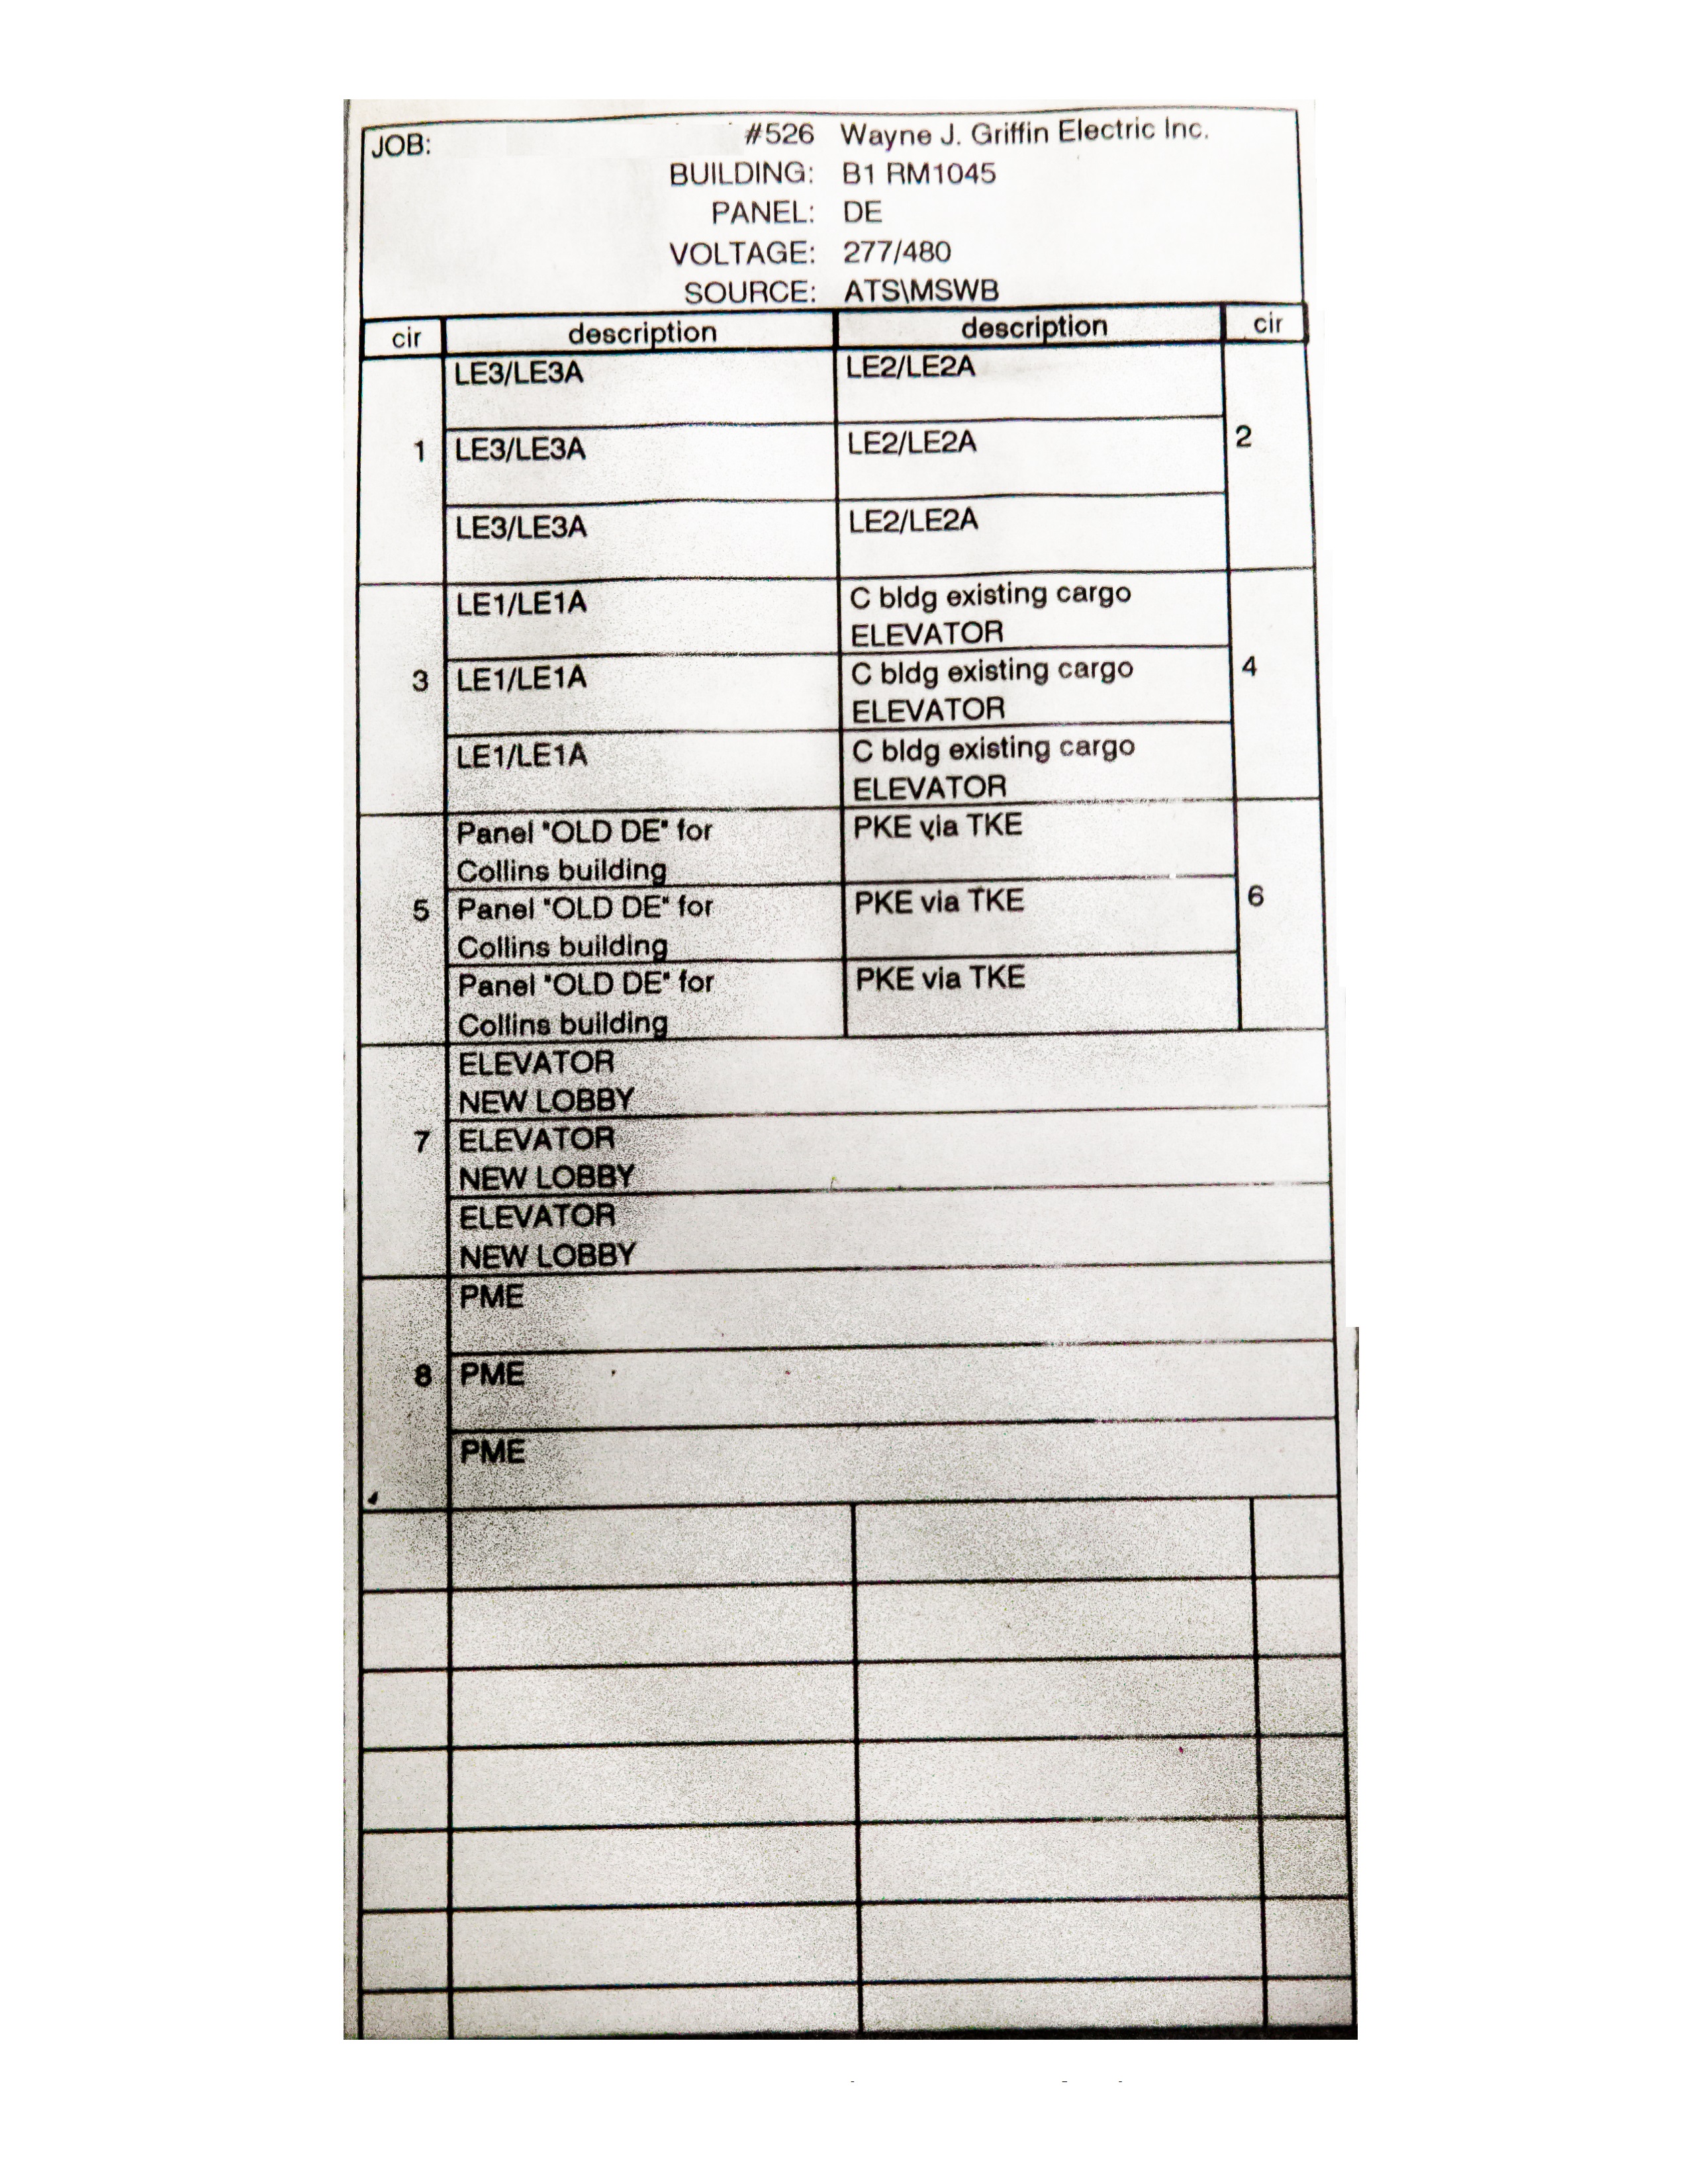 JOB: #526 Wayne J. Griffin Electric Inc.
BUILDING: B1 RM1045
PANEL: DE
VOLTAGE: 277/480
SOURCE: ATS\MSWB
cir description description cir
LE3/LE3A LE2/LE2A
1 LE3/LE3A LE2/LE2A 2
LE3/LE3A LE2/LE2A
LE1/LE1A C bldg existing cargo
ELEVATOR
3 LE1/LE1A C bldg existing cargo 4
ELEVATOR
LE1/LE1A C bldg existing cargo
ELEVATOR
Panel "OLD DE" for PKE via TKE
Collins building
5 Panel "OLD DE" for PKE via TKE 6
Collins building
Panel "OLD DE" for PKE via TKE
Collins building
ELEVATOR
NEW LOBBY
7 ELEVATOR
NEW LOBBY
ELEVATOR
NEW LOBBY
PME
8 PME
PME